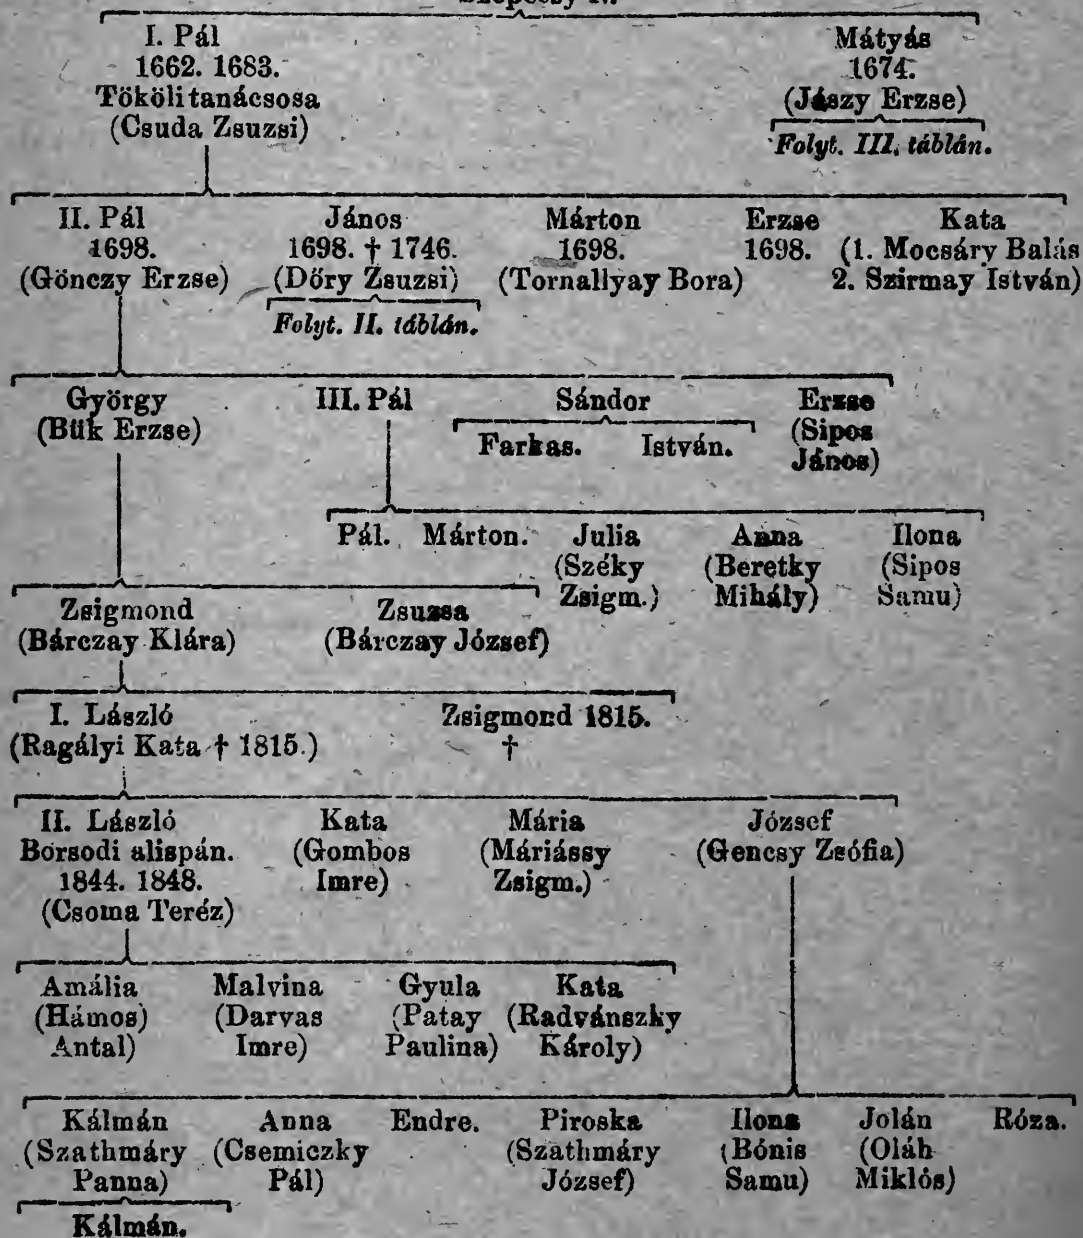 I. Pál Mátyás
1662. 1683. 1674.
Tököli tanácsosa (Jászy Erzse)
(Csuda Zsuzsi) Folyt. III. táblán.
II. Pál János Márton Erzse Kata
1698. 1698. † 1746. 1698. 1698. (1. Mocsáry Balás
(Gönczy Erzse) (Dőry Zsuzsi) (Tornallyay Bora) 2. Szirmay István)
Folyt. II. táblán.
György III. Pál Sándor Erzse
(Bük Erzse) Farkas. István. (Sipos
János)
Pál. Márton. Julia Anna Ilona
(Széky (Beretky (Sipos
Zsigm.) Mihály) Samu)
Zsigmond Zsuzsa
(Bárczay Klára) (Bárczay József)
I. László Zsigmond 1815.
(Ragályi Kata † 1815.) †
II. László Kata Mária József
Borsodi alispán. (Gombos (Máriássy (Gencsy Zsófia)
1844. 1848. Imre) Zsigm.)
(Csoma Teréz)
Amália Malvina Gyula Kata
(Hámos) (Darvas (Patay (Radvánszky
Antal) Imre) Paulina) Károly)
Kálmán Anna Endre. Piroska Ilona Jolán Róza.
(Szathmáry (Csemiczky (Szathmáry (Bónis (Oláh
Panna) Pál) József) Samu) Miklós)
Kálmán.